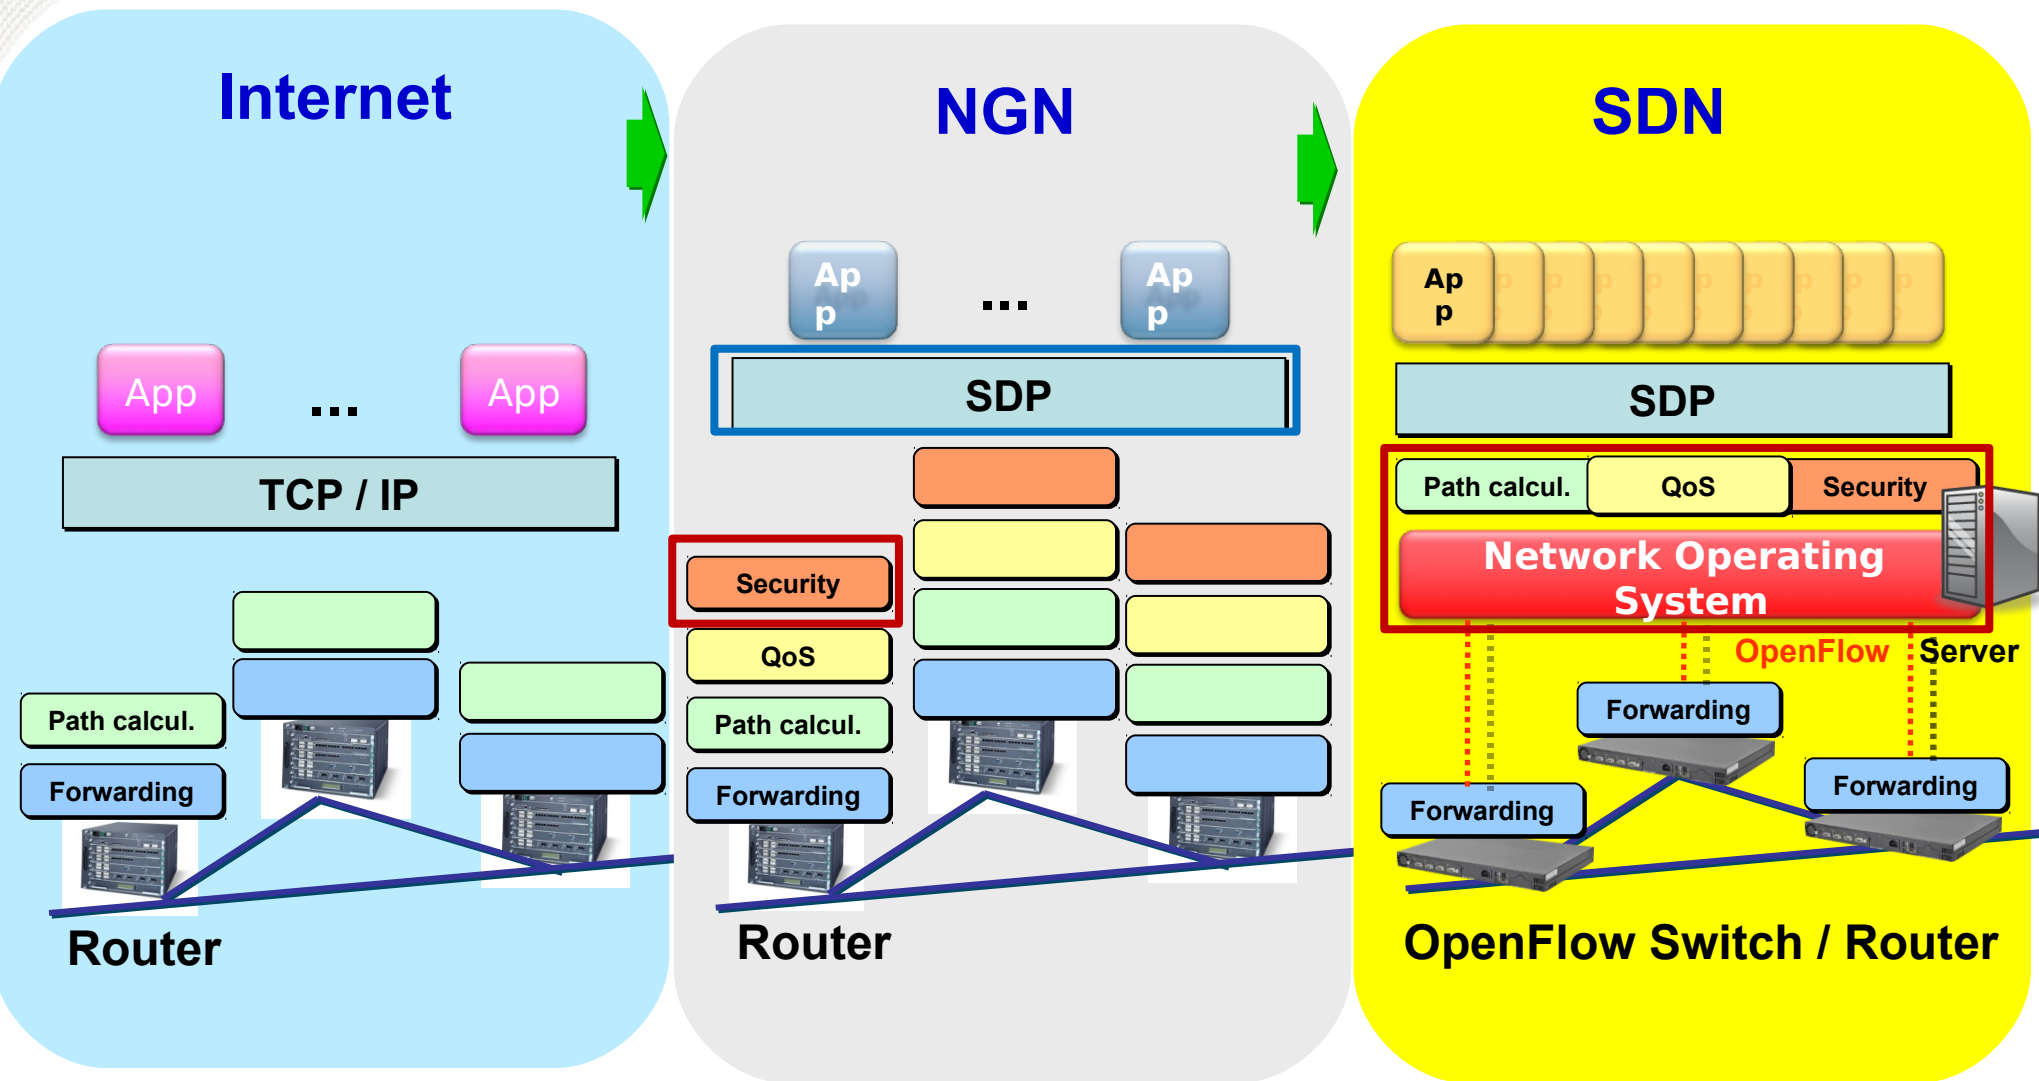 Internet
App
...
App
TCP / IP
Path calcul.
Forwarding
Router
NGN
Ap
p
...
Ap
p
SDP
Security
QoS
Path calcul.
Forwarding
Router
SDN
Ap
p
SDP
Path calcul.
QoS
Security
Network Operating
System
OpenFlow
Server
Forwarding
Forwarding
Forwarding
OpenFlow Switch / Router